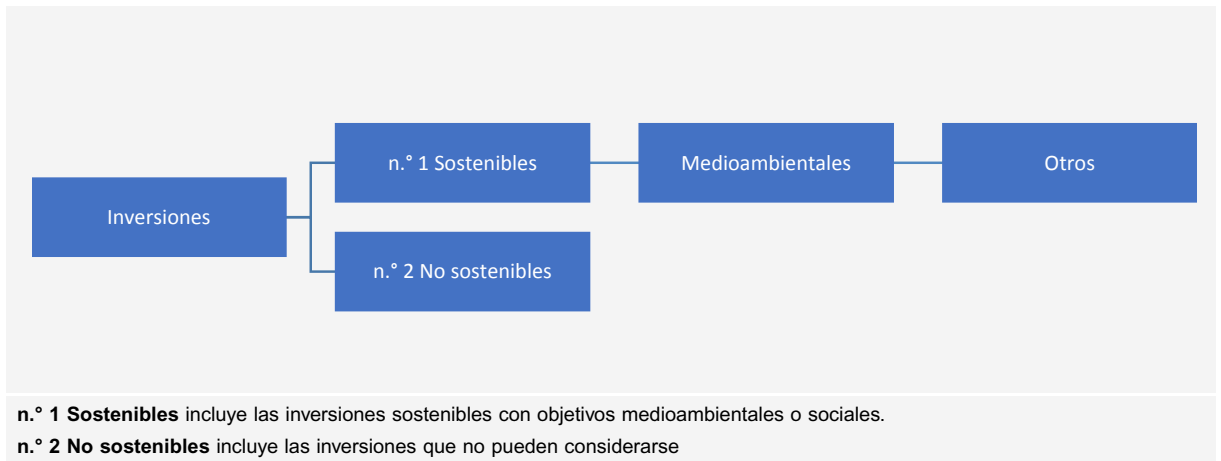 n.° 1 Sostenibles
Medioambientales
Otros
Inversiones
n.° 2 No sostenibles
n.° 1 Sostenibles incluye las inversiones sostenibles con objetivos medioambientales o sociales.
n.° 2 No sostenibles incluye las inversiones que no pueden considerarse